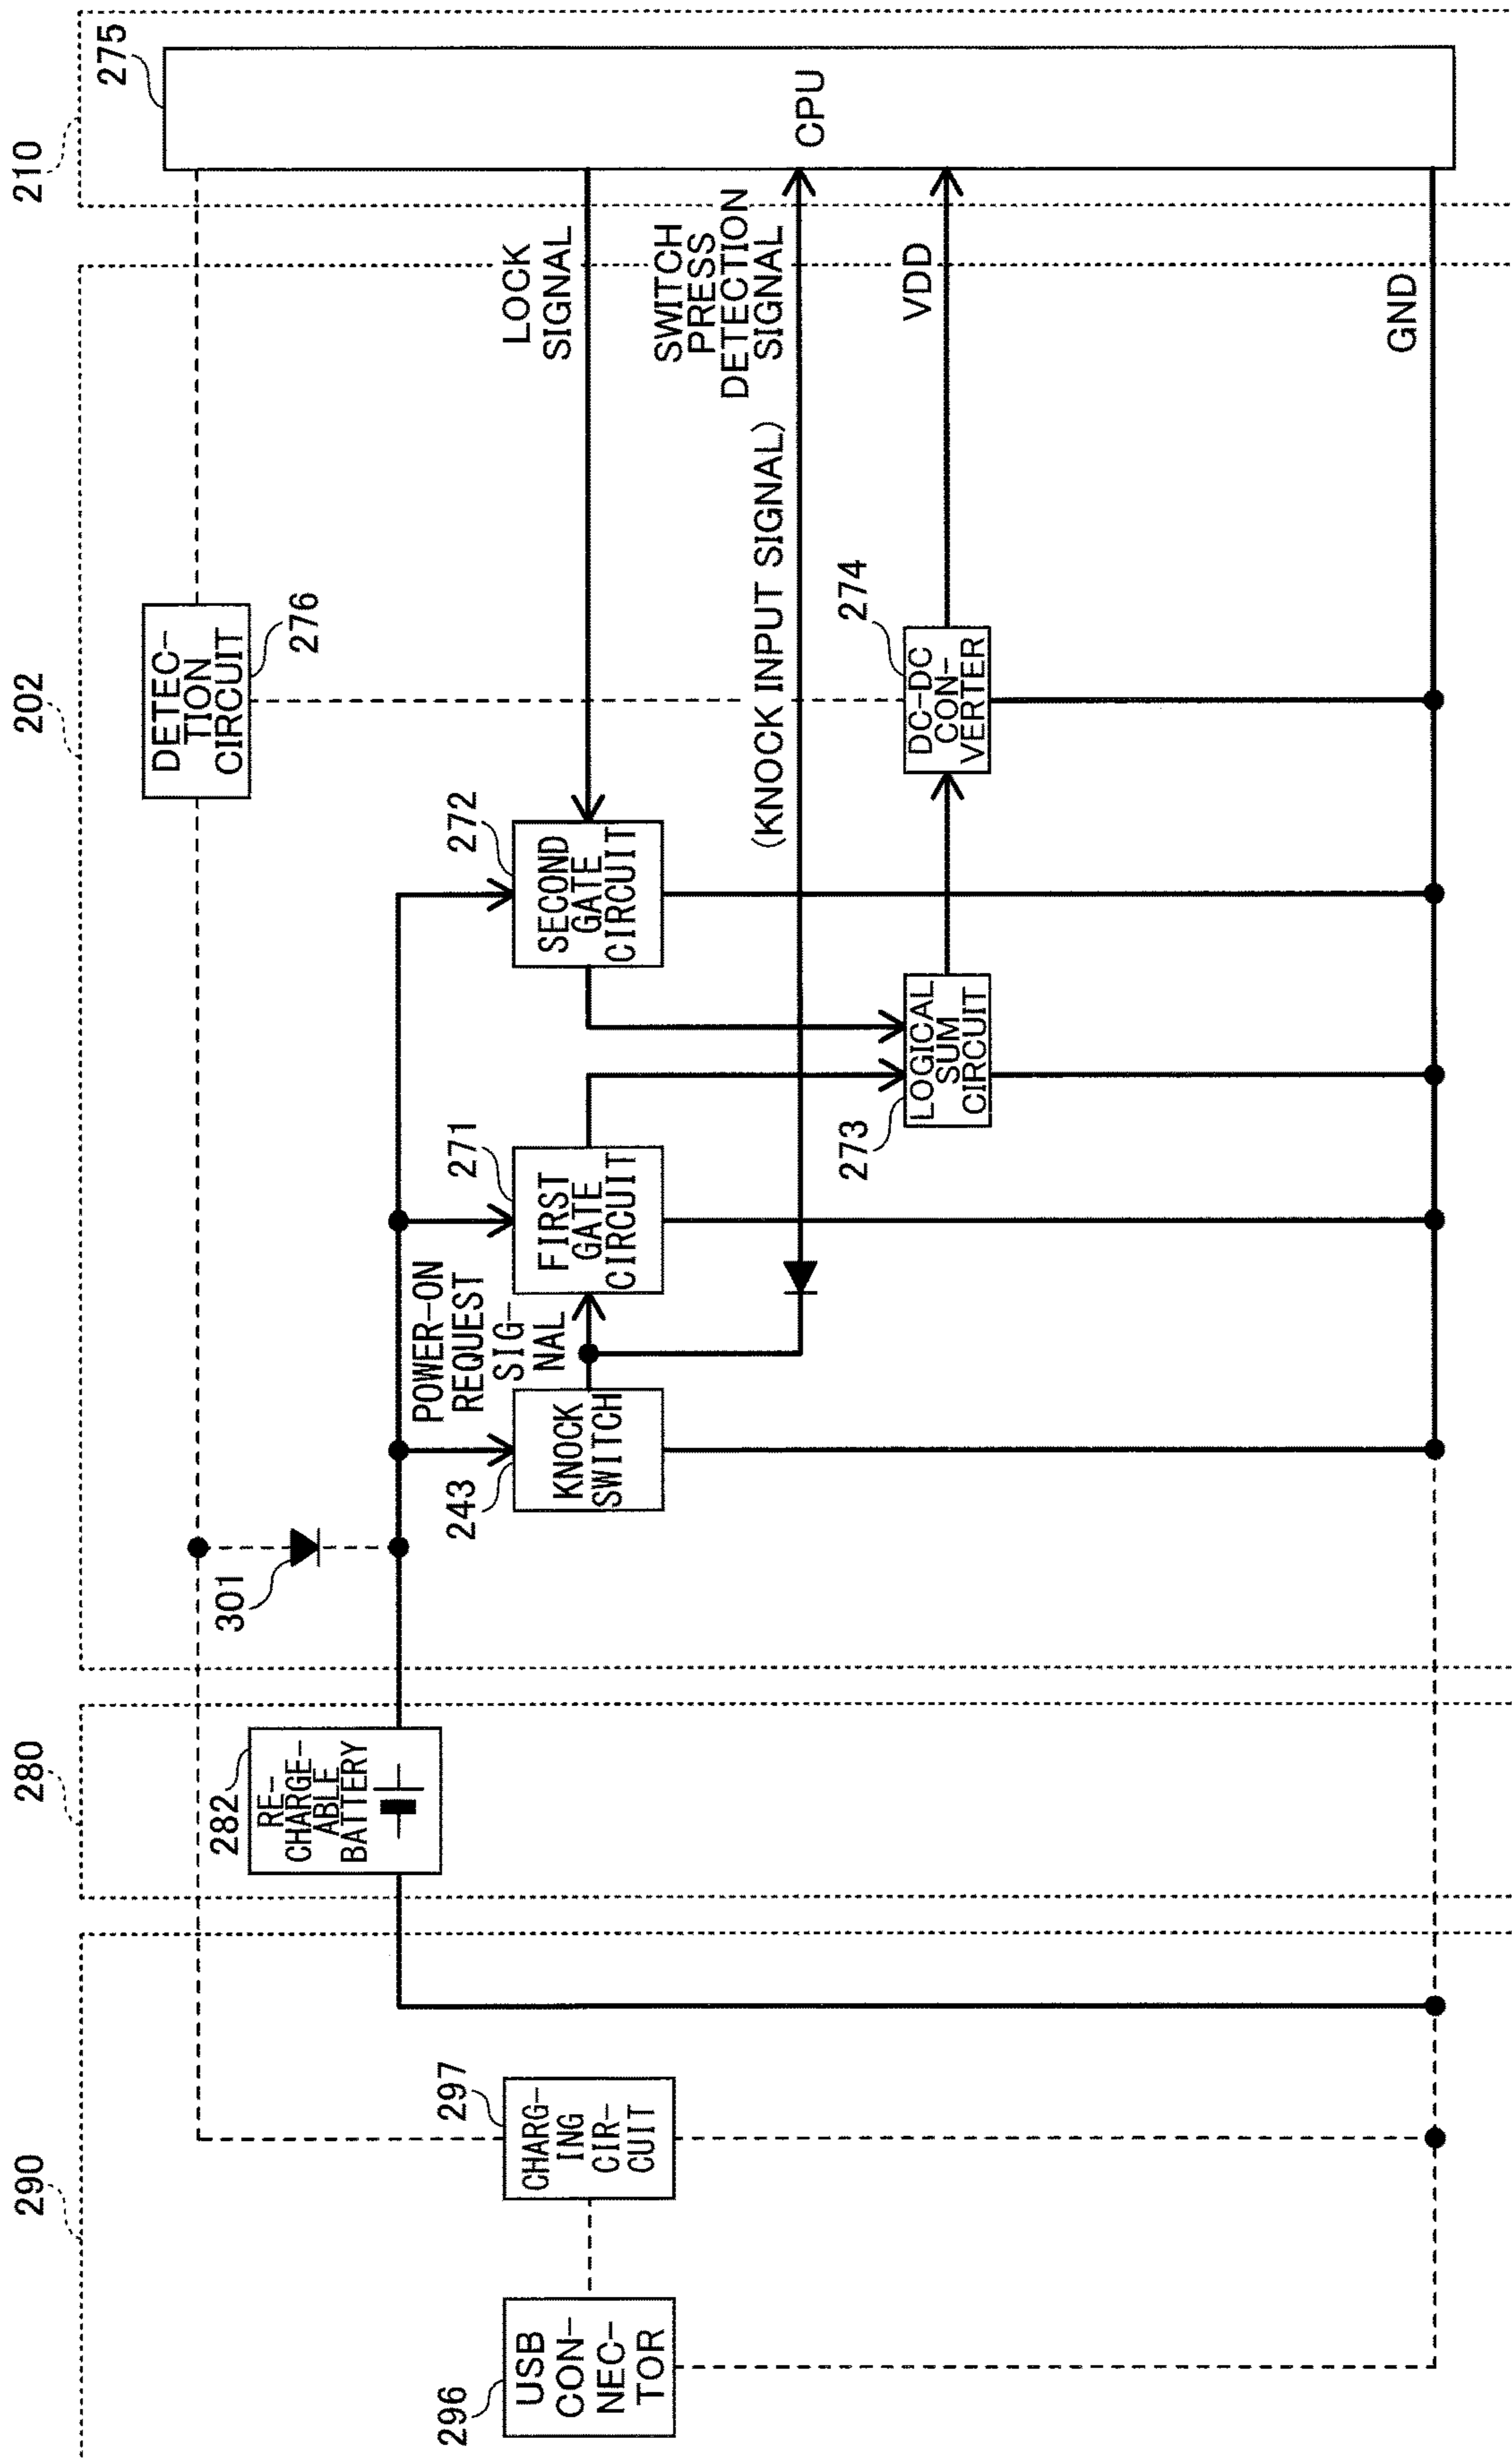 290
296
USB
CON-
NEC-
TOR
297
CHARG-
ING
CIR-
CUIT
280
282
RE-
CHARGE-
ABLE
BATTERY
202
301
243
KNOCK
SWITCH
POWER-ON
REQUEST
SIG-
NAL
271
FIRST
GATE
CIRCUIT
272
SECOND
GATE
CIRCUIT
273
LOGICAL
SUM
CIRCUIT
274
DC-DC
CON-
VERTER
DETEC-
TION
CIRCUIT
276
LOCK
SIGNAL
SWITCH
PRESS
DETECTION
SIGNAL
(KNOCK INPUT SIGNAL)
VDD
GND
210
275
CPU